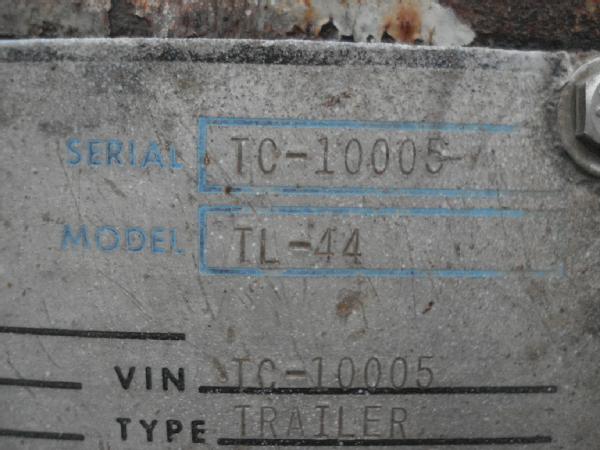 SERIAL TC-10005
MODEL TL-44
VIN TC-10005
TYPE TRAILER